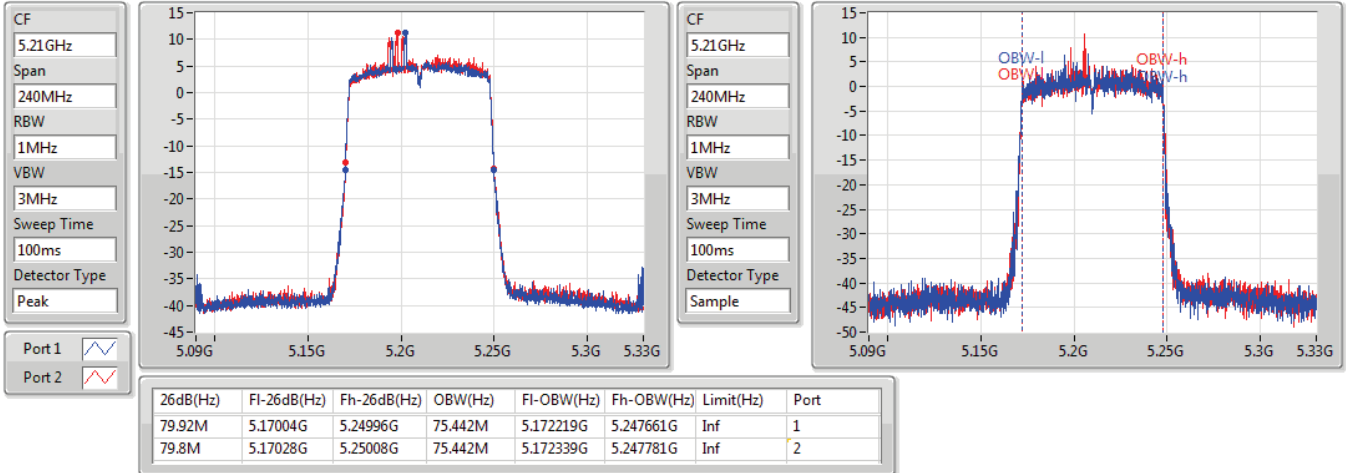 CF
5.21GHz
Span
240MHz
RBW
1MHz
VBW
3MHz
Sweep Time
100ms
Detector Type
Peak
Port 1
Port 2
15
10
5
0
-5
-10
-15
-20
-25
-30
-35
-40
-45
5.09G 5.15G 5.2G 5.25G 5.3G 5.33G
CF
5.21GHz
Span
240MHz
RBW
1MHz
VBW
3MHz
Sweep Time
100ms
Detector Type
Sample
15
10
5
0
-5
-10
-15
-20
-25
-30
-35
-40
-45
-50
OBW-l OBW-h
5.09G 5.15G 5.2G 5.25G 5.3G 5.33G
26dB(Hz) Fl-26dB(Hz) Fh-26dB(Hz) OBW(Hz) Fl-OBW(Hz) Fh-OBW(Hz) Limit(Hz) Port
79.92M 5.17004G 5.24996G 75.442M 5.172219G 5.247661G Inf 1
79.8M 5.17028G 5.25008G 75.442M 5.172339G 5.247781G Inf 2